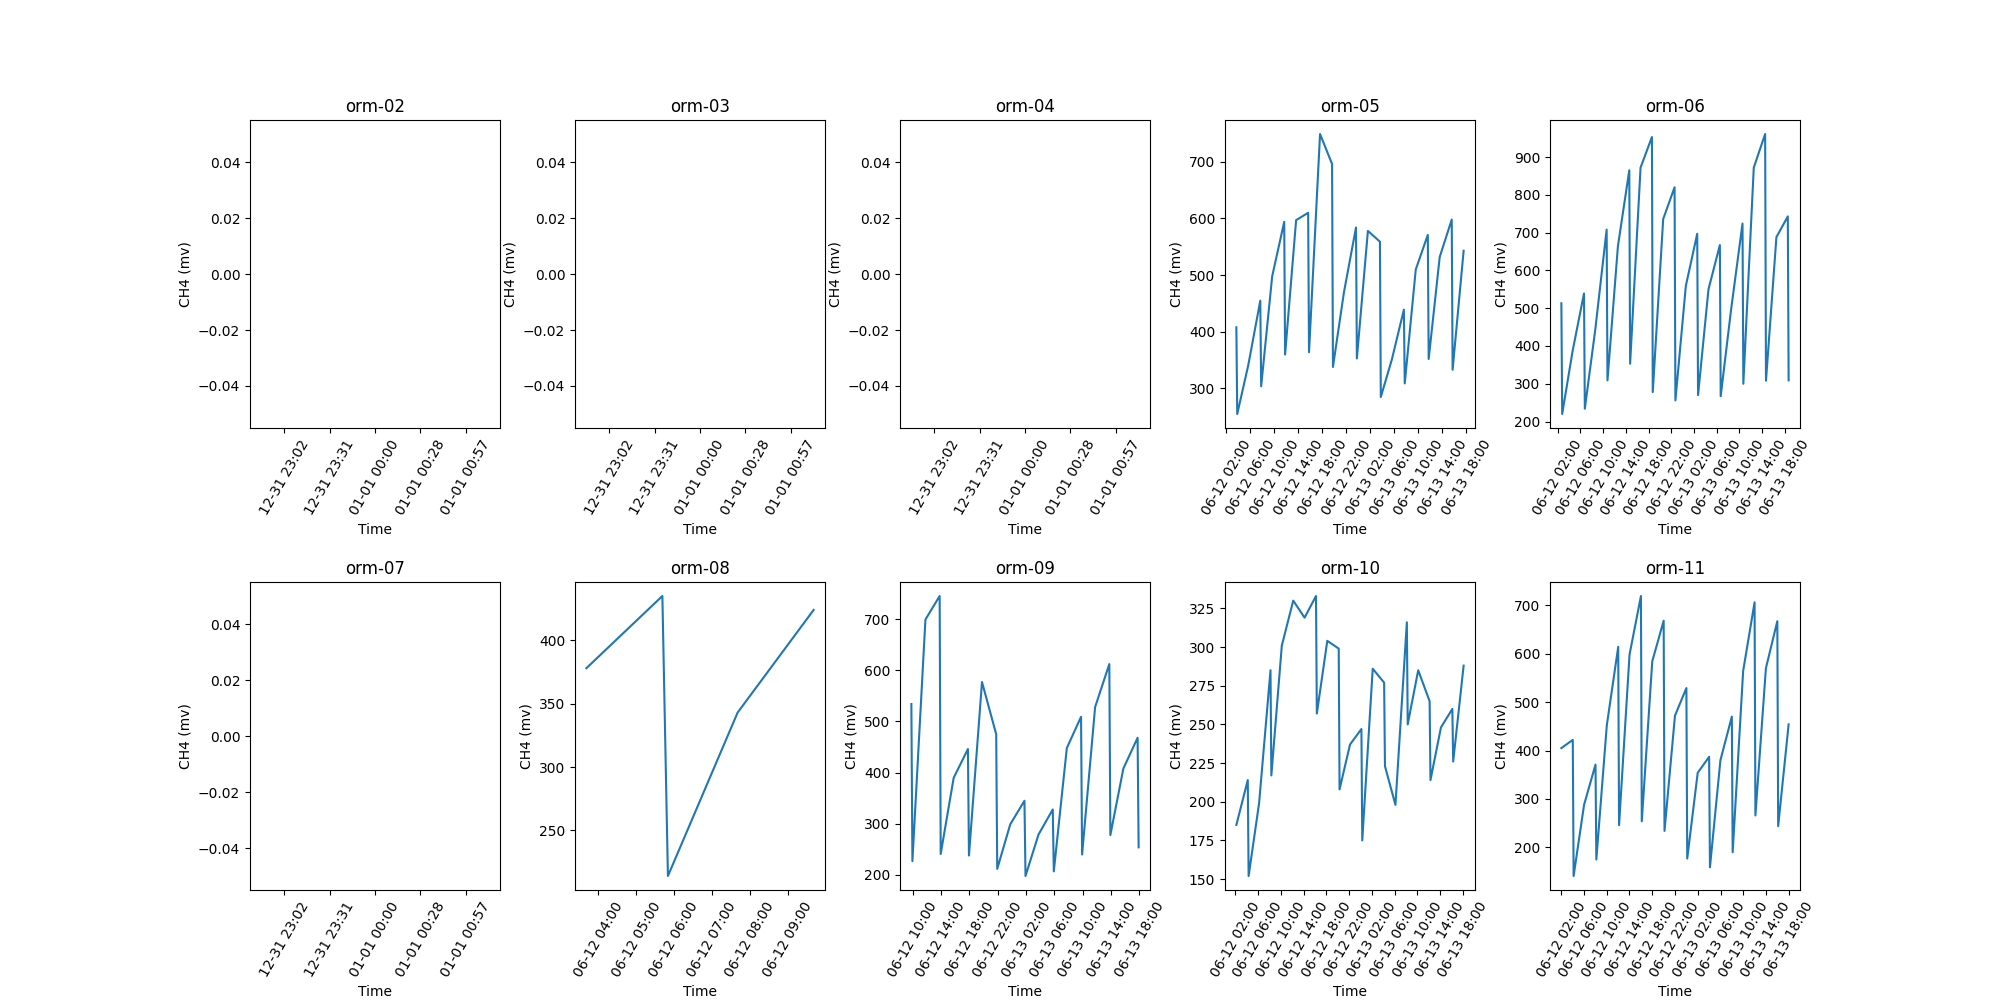 orm-02 orm-03 orm-04 orm-05 orm-06
CH4 (mv) 0.04 0.02 0.00 −0.02 −0.04
12-31 23:02 12-31 23:31 01-01 00:00 01-01 00:28 01-01 00:57
Time
CH4 (mv) 0.04 0.02 0.00 −0.02 −0.04
12-31 23:02 12-31 23:31 01-01 00:00 01-01 00:28 01-01 00:57
Time
CH4 (mv) 0.04 0.02 0.00 −0.02 −0.04
12-31 23:02 12-31 23:31 01-01 00:00 01-01 00:28 01-01 00:57
Time
CH4 (mv) 700 600 500 400 300
06-12 02:00 06-12 06:00 06-12 10:00 06-12 14:00 06-12 18:00 06-12 22:00 06-13 02:00 06-13 06:00 06-13 10:00 06-13 14:00 06-13 18:00
Time
CH4 (mv) 900 800 700 600 500 400 300 200
06-12 02:00 06-12 06:00 06-12 10:00 06-12 14:00 06-12 18:00 06-12 22:00 06-13 02:00 06-13 06:00 06-13 10:00 06-13 14:00 06-13 18:00
Time
orm-07 orm-08 orm-09 orm-10 orm-11
CH4 (mv) 0.04 0.02 0.00 −0.02 −0.04
12-31 23:02 12-31 23:31 01-01 00:00 01-01 00:28 01-01 00:57
Time
CH4 (mv) 400 350 300 250
06-12 04:00 06-12 05:00 06-12 06:00 06-12 07:00 06-12 08:00 06-12 09:00
Time
CH4 (mv) 700 600 500 400 300 200
06-12 10:00 06-12 14:00 06-12 18:00 06-12 22:00 06-13 02:00 06-13 06:00 06-13 10:00 06-13 14:00 06-13 18:00
Time
CH4 (mv) 325 300 275 250 225 200 175 150
06-12 02:00 06-12 06:00 06-12 10:00 06-12 14:00 06-12 18:00 06-12 22:00 06-13 02:00 06-13 06:00 06-13 10:00 06-13 14:00 06-13 18:00
Time
CH4 (mv) 700 600 500 400 300 200
06-12 02:00 06-12 06:00 06-12 10:00 06-12 14:00 06-12 18:00 06-12 22:00 06-13 02:00 06-13 06:00 06-13 10:00 06-13 14:00 06-13 18:00
Time